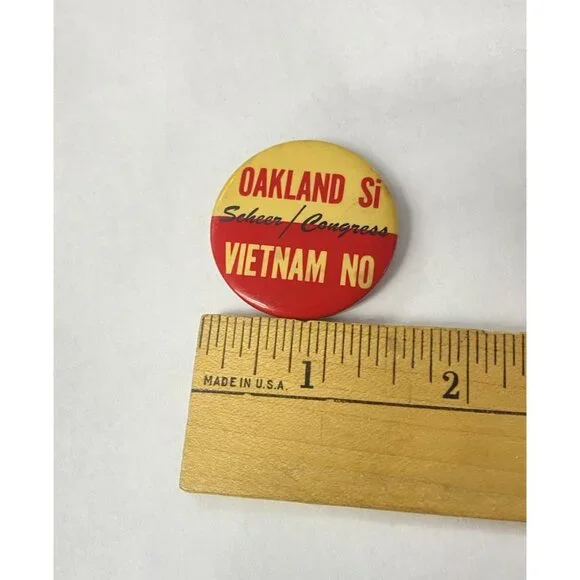 OAKLAND Si
Scheer/Congress
VIETNAM NO
1 2
MADE IN U.S.A.